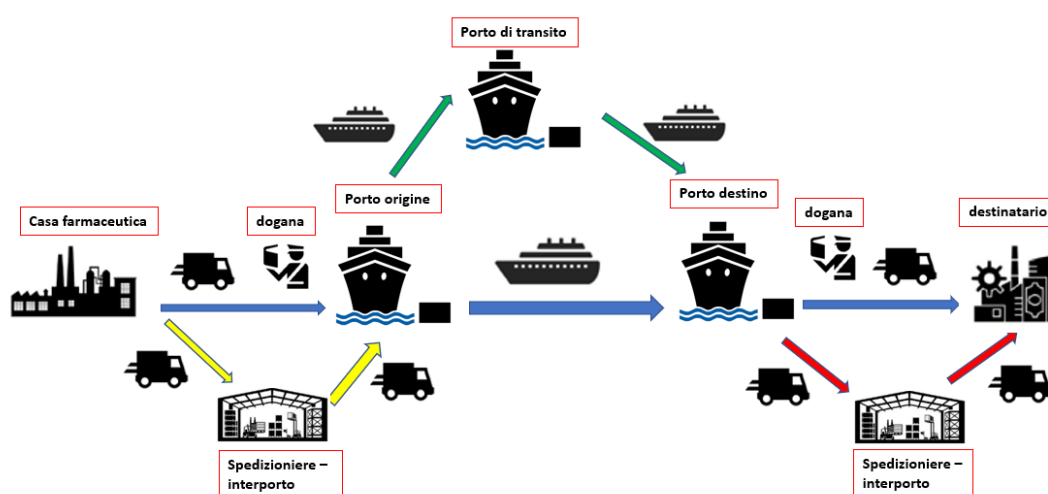 Porto di transito
Porto origine
Porto destino
Casa farmaceutica
dogana
dogana
destinatario
Spedizioniere –
interporto
Spedizioniere –
interporto